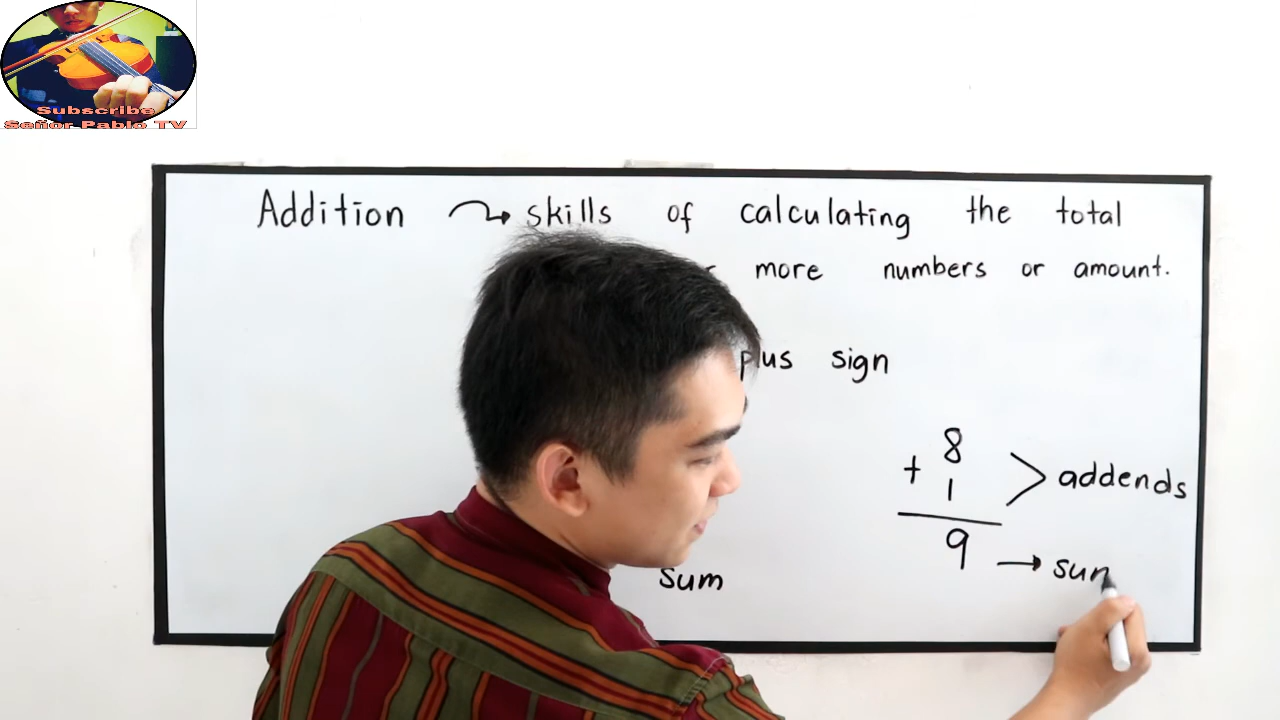 Subscribe
Señor Pablo TV
Addition → skills of calculating the total
more numbers or amount.
plus sign
8
+ 1 > addends
9 → sum
sum